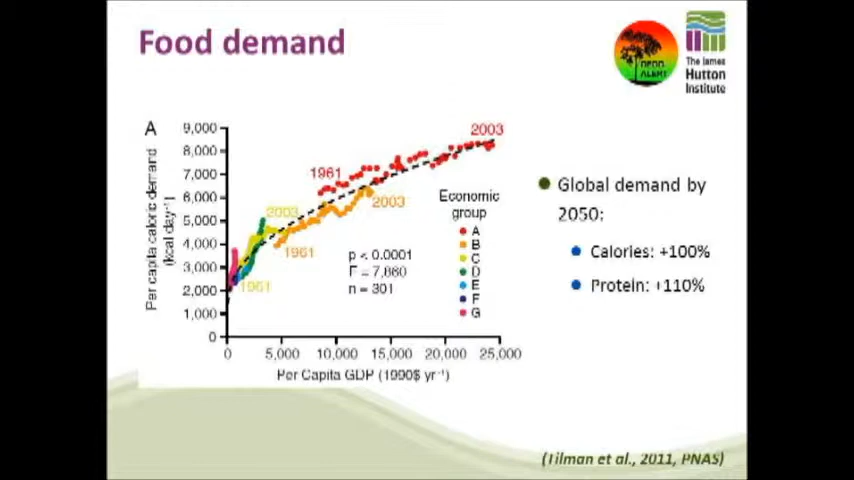 Food demand
The James
Hutton
Institute
A
9,000
8,000
7,000
6,000
5,000
4,000
3,000
2,000
1,000
0
Per capita caloric demand
(kcal day⁻¹)
2003
1961
2003
2003
1961
1961
p < 0.0001
n = 301
Economic
group
A
B
C
D
E
F
G
0 5,000 10,000 15,000 20,000 25,000
Per Capita GDP (1990$ yr⁻¹)
Global demand by
2050:
Calories: +100%
Protein: +110%
(Tilman et al., 2011, PNAS)